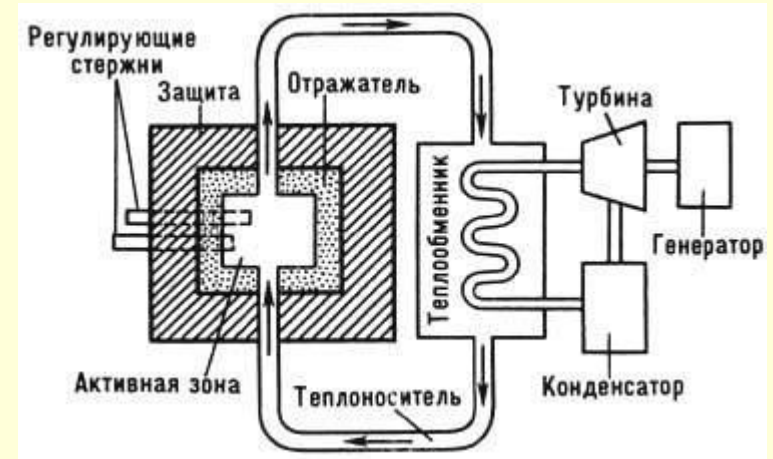 Регулирующие
стержни
Защита
Отражатель
Турбина
Теплообменник
Генератор
Активная зона
Теплоноситель
Конденсатор